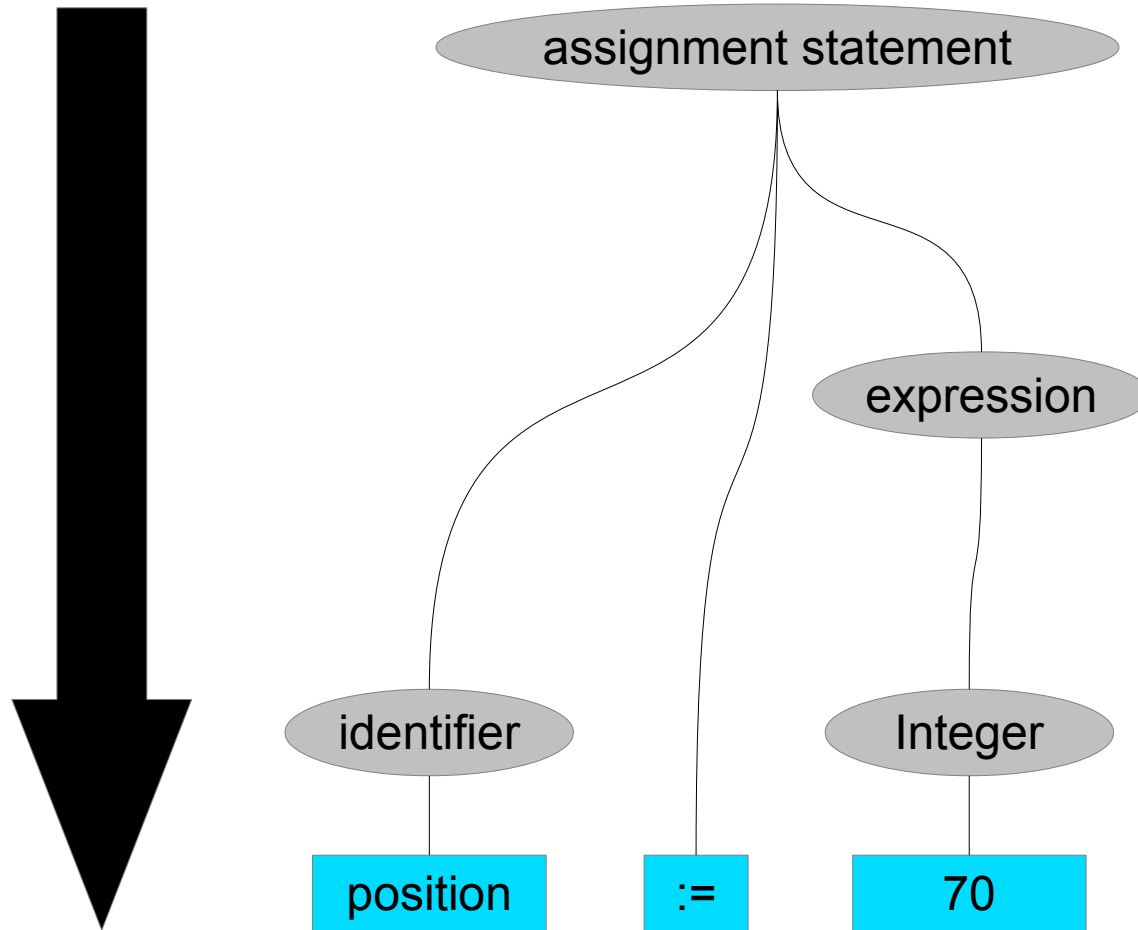 assignment statement
expression
identifier
Integer
position
:=
70